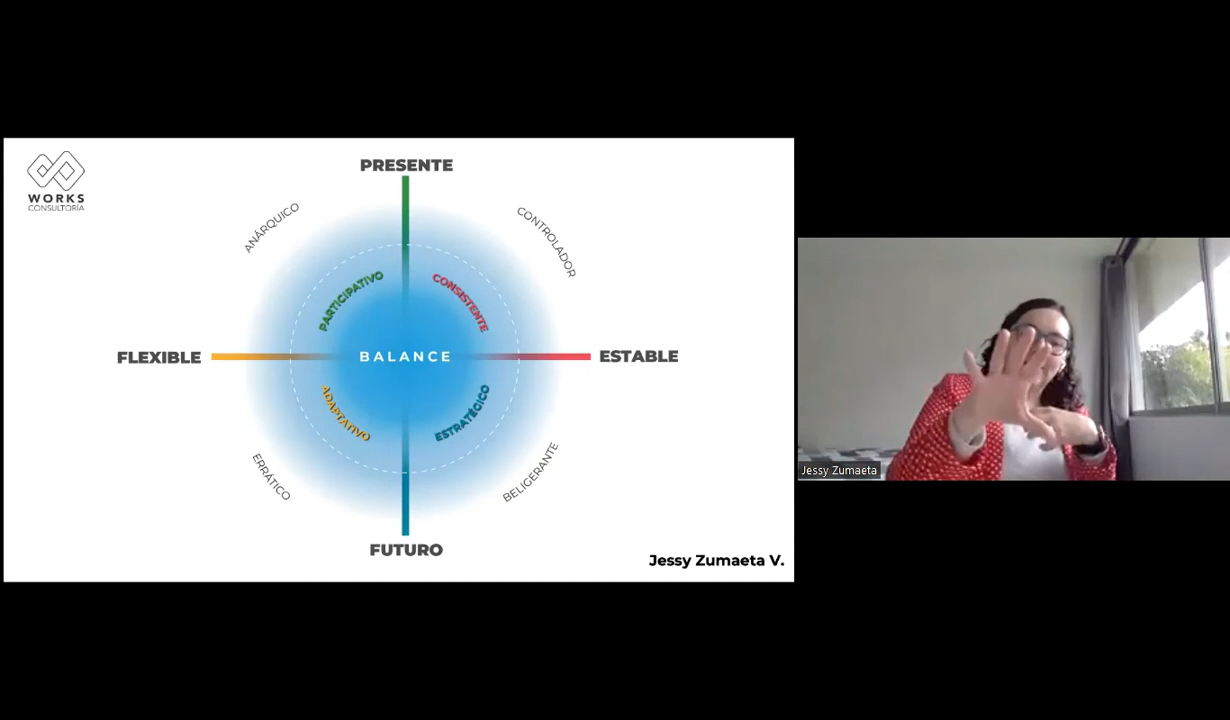 WORKS
CONSULTORÍA
PRESENTE
ANÁRQUICO
CONTROLADOR
PARTICIPATIVO
CONSISTENTE
FLEXIBLE
BALANCE
ESTABLE
ADAPTATIVO
ESTRATÉGICO
ERRÁTICO
BELIGERANTE
FUTURO
Jessy Zumaeta V.
Jessy Zumaeta